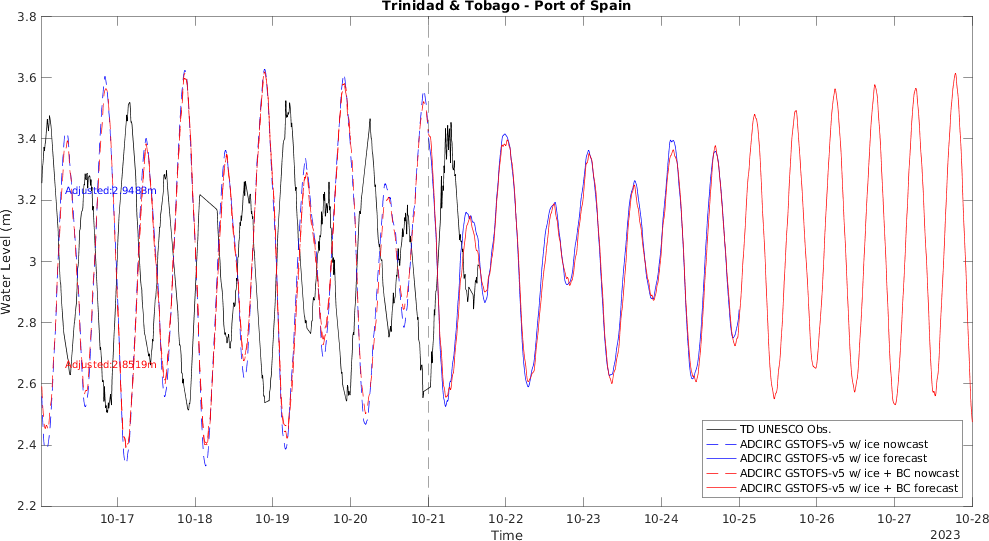 Trinidad & Tobago - Port of Spain
3.8
3.6
3.4
3.2
3
2.8
2.6
2.4
2.2
Water Level (m)
Adjusted:2.9483m
Adjusted:2.8519m
TD UNESCO Obs.
ADCIRC GSTOFS-v5 w/ ice nowcast
ADCIRC GSTOFS-v5 w/ ice forecast
ADCIRC GSTOFS-v5 w/ ice + BC nowcast
ADCIRC GSTOFS-v5 w/ ice + BC forecast
10-17 10-18 10-19 10-20 10-21 10-22 10-23 10-24 10-25 10-26 10-27 10-28
Time
2023